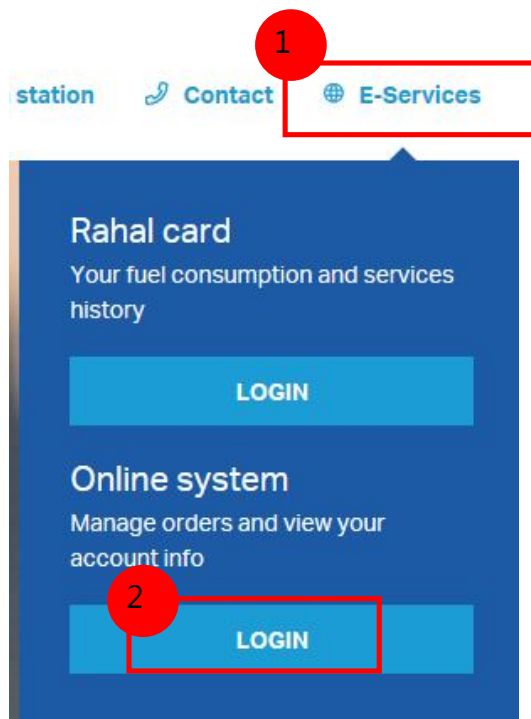 1
station Contact E-Services
Rahal card
Your fuel consumption and services
history
LOGIN
Online system
Manage orders and view your
account info
2
LOGIN